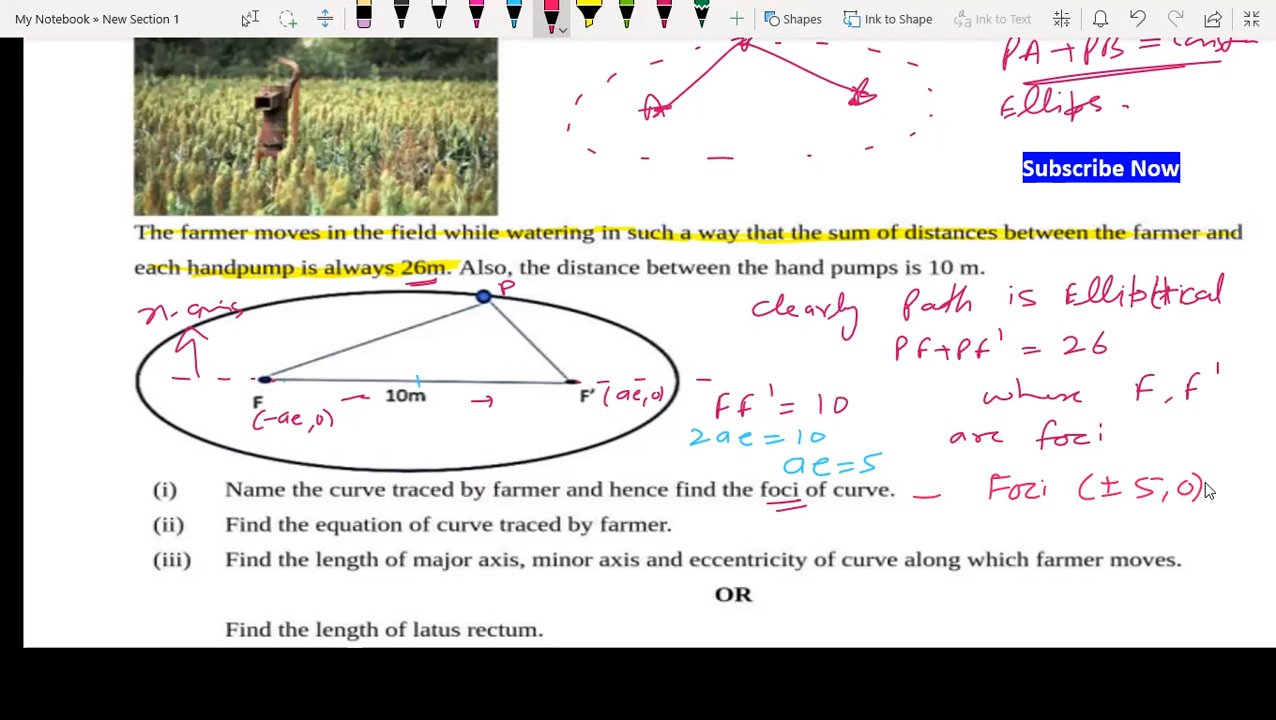 My Notebook » New Section 1
Shapes
Ink to Shape
Ink to Text
PA + PB = Constan
Ellips.
A
B
Subscribe Now
The farmer moves in the field while watering in such a way that the sum of distances between the farmer and
each handpump is always 26m. Also, the distance between the hand pumps is 10 m.
x-axis
P
F
10m
F'
(-ae,0)
(ae,0)
clearly Path is Elliptical
PF+PF' = 26
where F, F'
are foci
FF' = 10
2ae = 10
ae = 5
(i) Name the curve traced by farmer and hence find the foci of curve. — Foci (± 5,0)
(ii) Find the equation of curve traced by farmer.
(iii) Find the length of major axis, minor axis and eccentricity of curve along which farmer moves.
OR
Find the length of latus rectum.